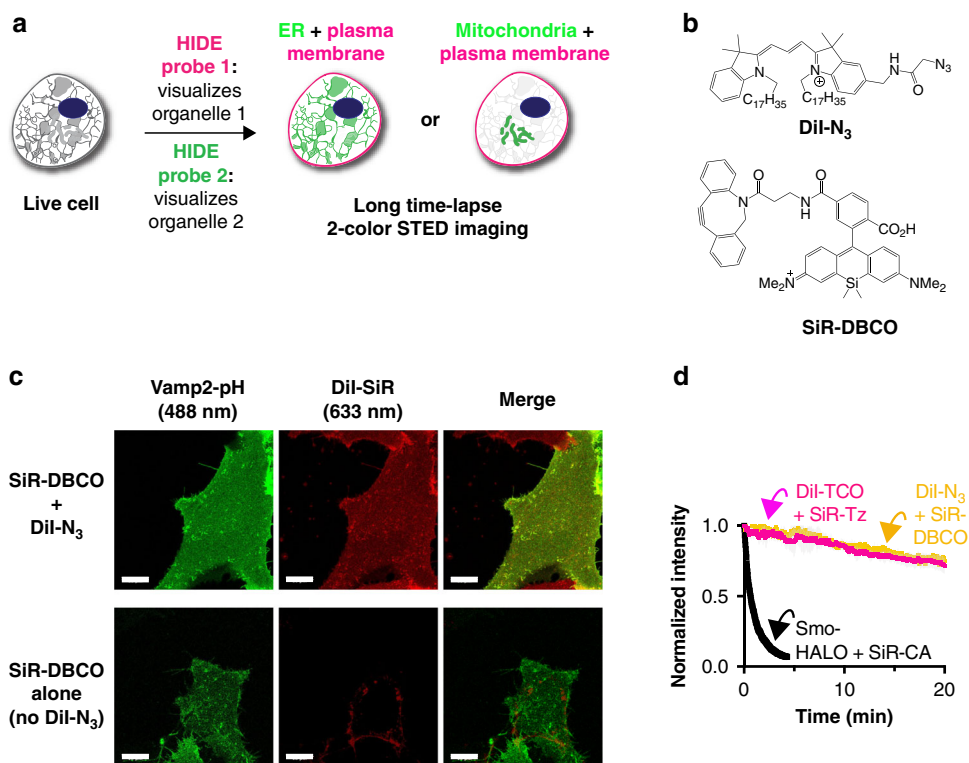 a
HIDE
probe 1:
visualizes
organelle 1
HIDE
probe 2:
visualizes
organelle 2
Live cell
ER + plasma
membrane
or
Mitochondria +
plasma membrane
Long time-lapse
2-color STED imaging
b
N
N
+
C17H35
C17H35
NH
O
N3
DiI-N3
N
O
N
H
O
CO2H
Me2N
+
Si
NMe2
SiR-DBCO
c
Vamp2-pH
(488 nm)
DiI-SiR
(633 nm)
Merge
SiR-DBCO
+
DiI-N3
SiR-DBCO
alone
(no DiI-N3)
d
DiI-TCO
+ SiR-Tz
DiI-N3
+ SiR-
DBCO
Smo-
HALO + SiR-CA
Normalized intensity
1.0
0.5
0.0
0
10
20
Time (min)